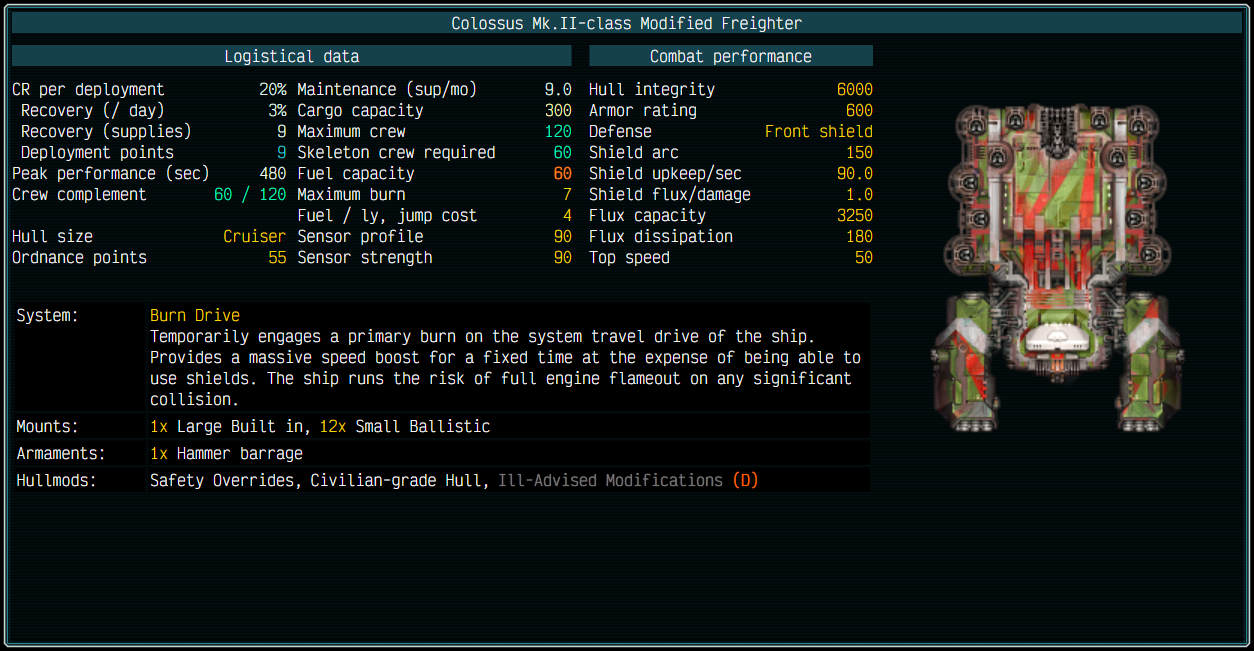 Colossus Mk.II-class Modified Freighter
Logistical data Combat performance
CR per deployment 20% Maintenance (sup/mo) 9.0 Hull integrity 6000
Recovery (/ day) 3% Cargo capacity 300 Armor rating 600
Recovery (supplies) 9 Maximum crew 120 Defense Front shield
Deployment points 9 Skeleton crew required 60 Shield arc 150
Peak performance (sec) 480 Fuel capacity 60 Shield upkeep/sec 90.0
Crew complement 60 / 120 Maximum burn 7 Shield flux/damage 1.0
Fuel / ly, jump cost 4 Flux capacity 3250
Hull size Cruiser Sensor profile 90 Flux dissipation 180
Ordnance points 55 Sensor strength 90 Top speed 50
System: Burn Drive
Temporarily engages a primary burn on the system travel drive of the ship.
Provides a massive speed boost for a fixed time at the expense of being able to
use shields. The ship runs the risk of full engine flameout on any significant
collision.
Mounts: 1x Large Built in, 12x Small Ballistic
Armaments: 1x Hammer barrage
Hullmods: Safety Overrides, Civilian-grade Hull, Ill-Advised Modifications (D)